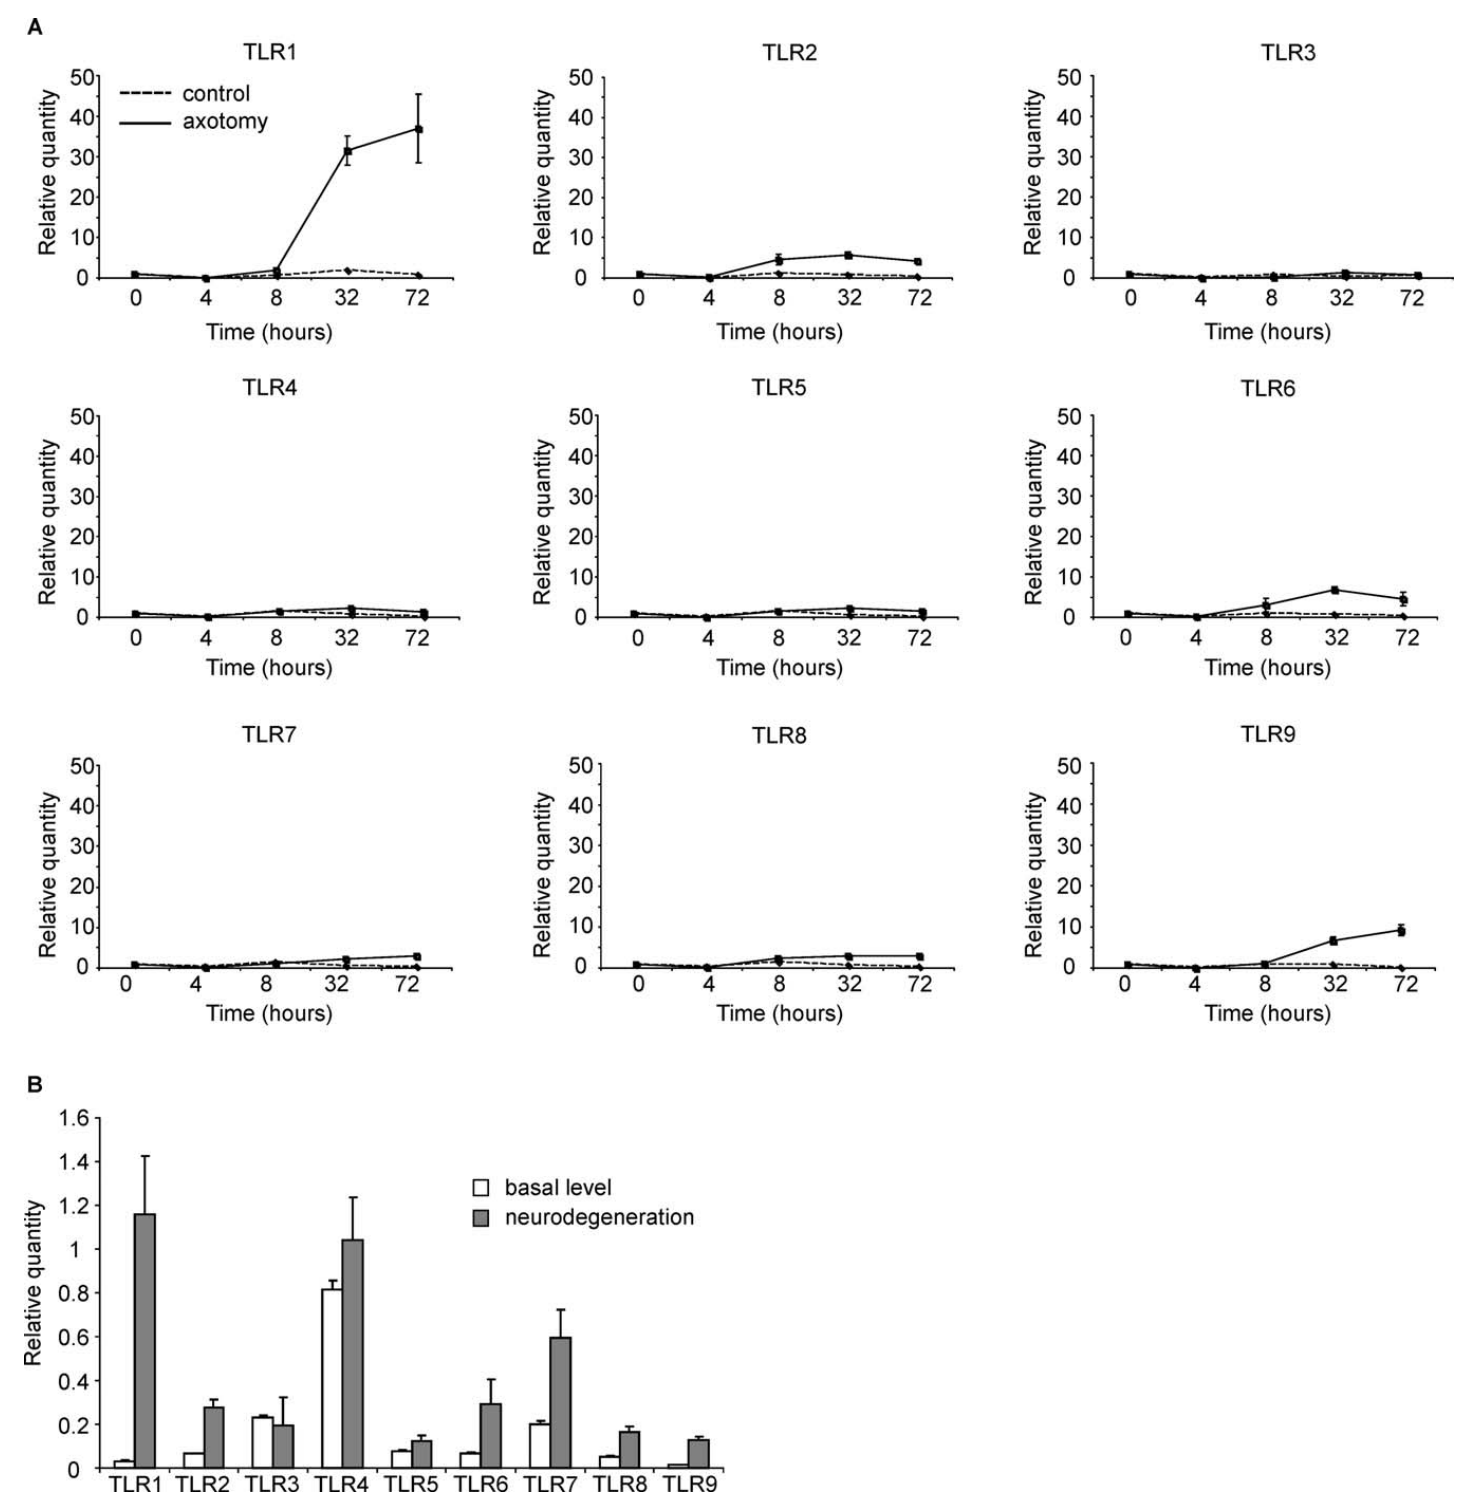 A
TLR1
TLR2
TLR3
50
40
30
20
10
0
Relative quantity
control
axotomy
0 4 8 32 72
Time (hours)
50
40
30
20
10
0
Relative quantity
0 4 8 32 72
Time (hours)
50
40
30
20
10
0
Relative quantity
0 4 8 32 72
Time (hours)
TLR4
TLR5
TLR6
50
40
30
20
10
0
Relative quantity
0 4 8 32 72
Time (hours)
50
40
30
20
10
0
Relative quantity
0 4 8 32 72
Time (hours)
50
40
30
20
10
0
Relative quantity
0 4 8 32 72
Time (hours)
TLR7
TLR8
TLR9
50
40
30
20
10
0
Relative quantity
0 4 8 32 72
Time (hours)
50
40
30
20
10
0
Relative quantity
0 4 8 32 72
Time (hours)
50
40
30
20
10
0
Relative quantity
0 4 8 32 72
Time (hours)
B
1.6
1.4
1.2
1
0.8
0.6
0.4
0.2
0
Relative quantity
basal level
neurodegeneration
TLR1 TLR2 TLR3 TLR4 TLR5 TLR6 TLR7 TLR8 TLR9